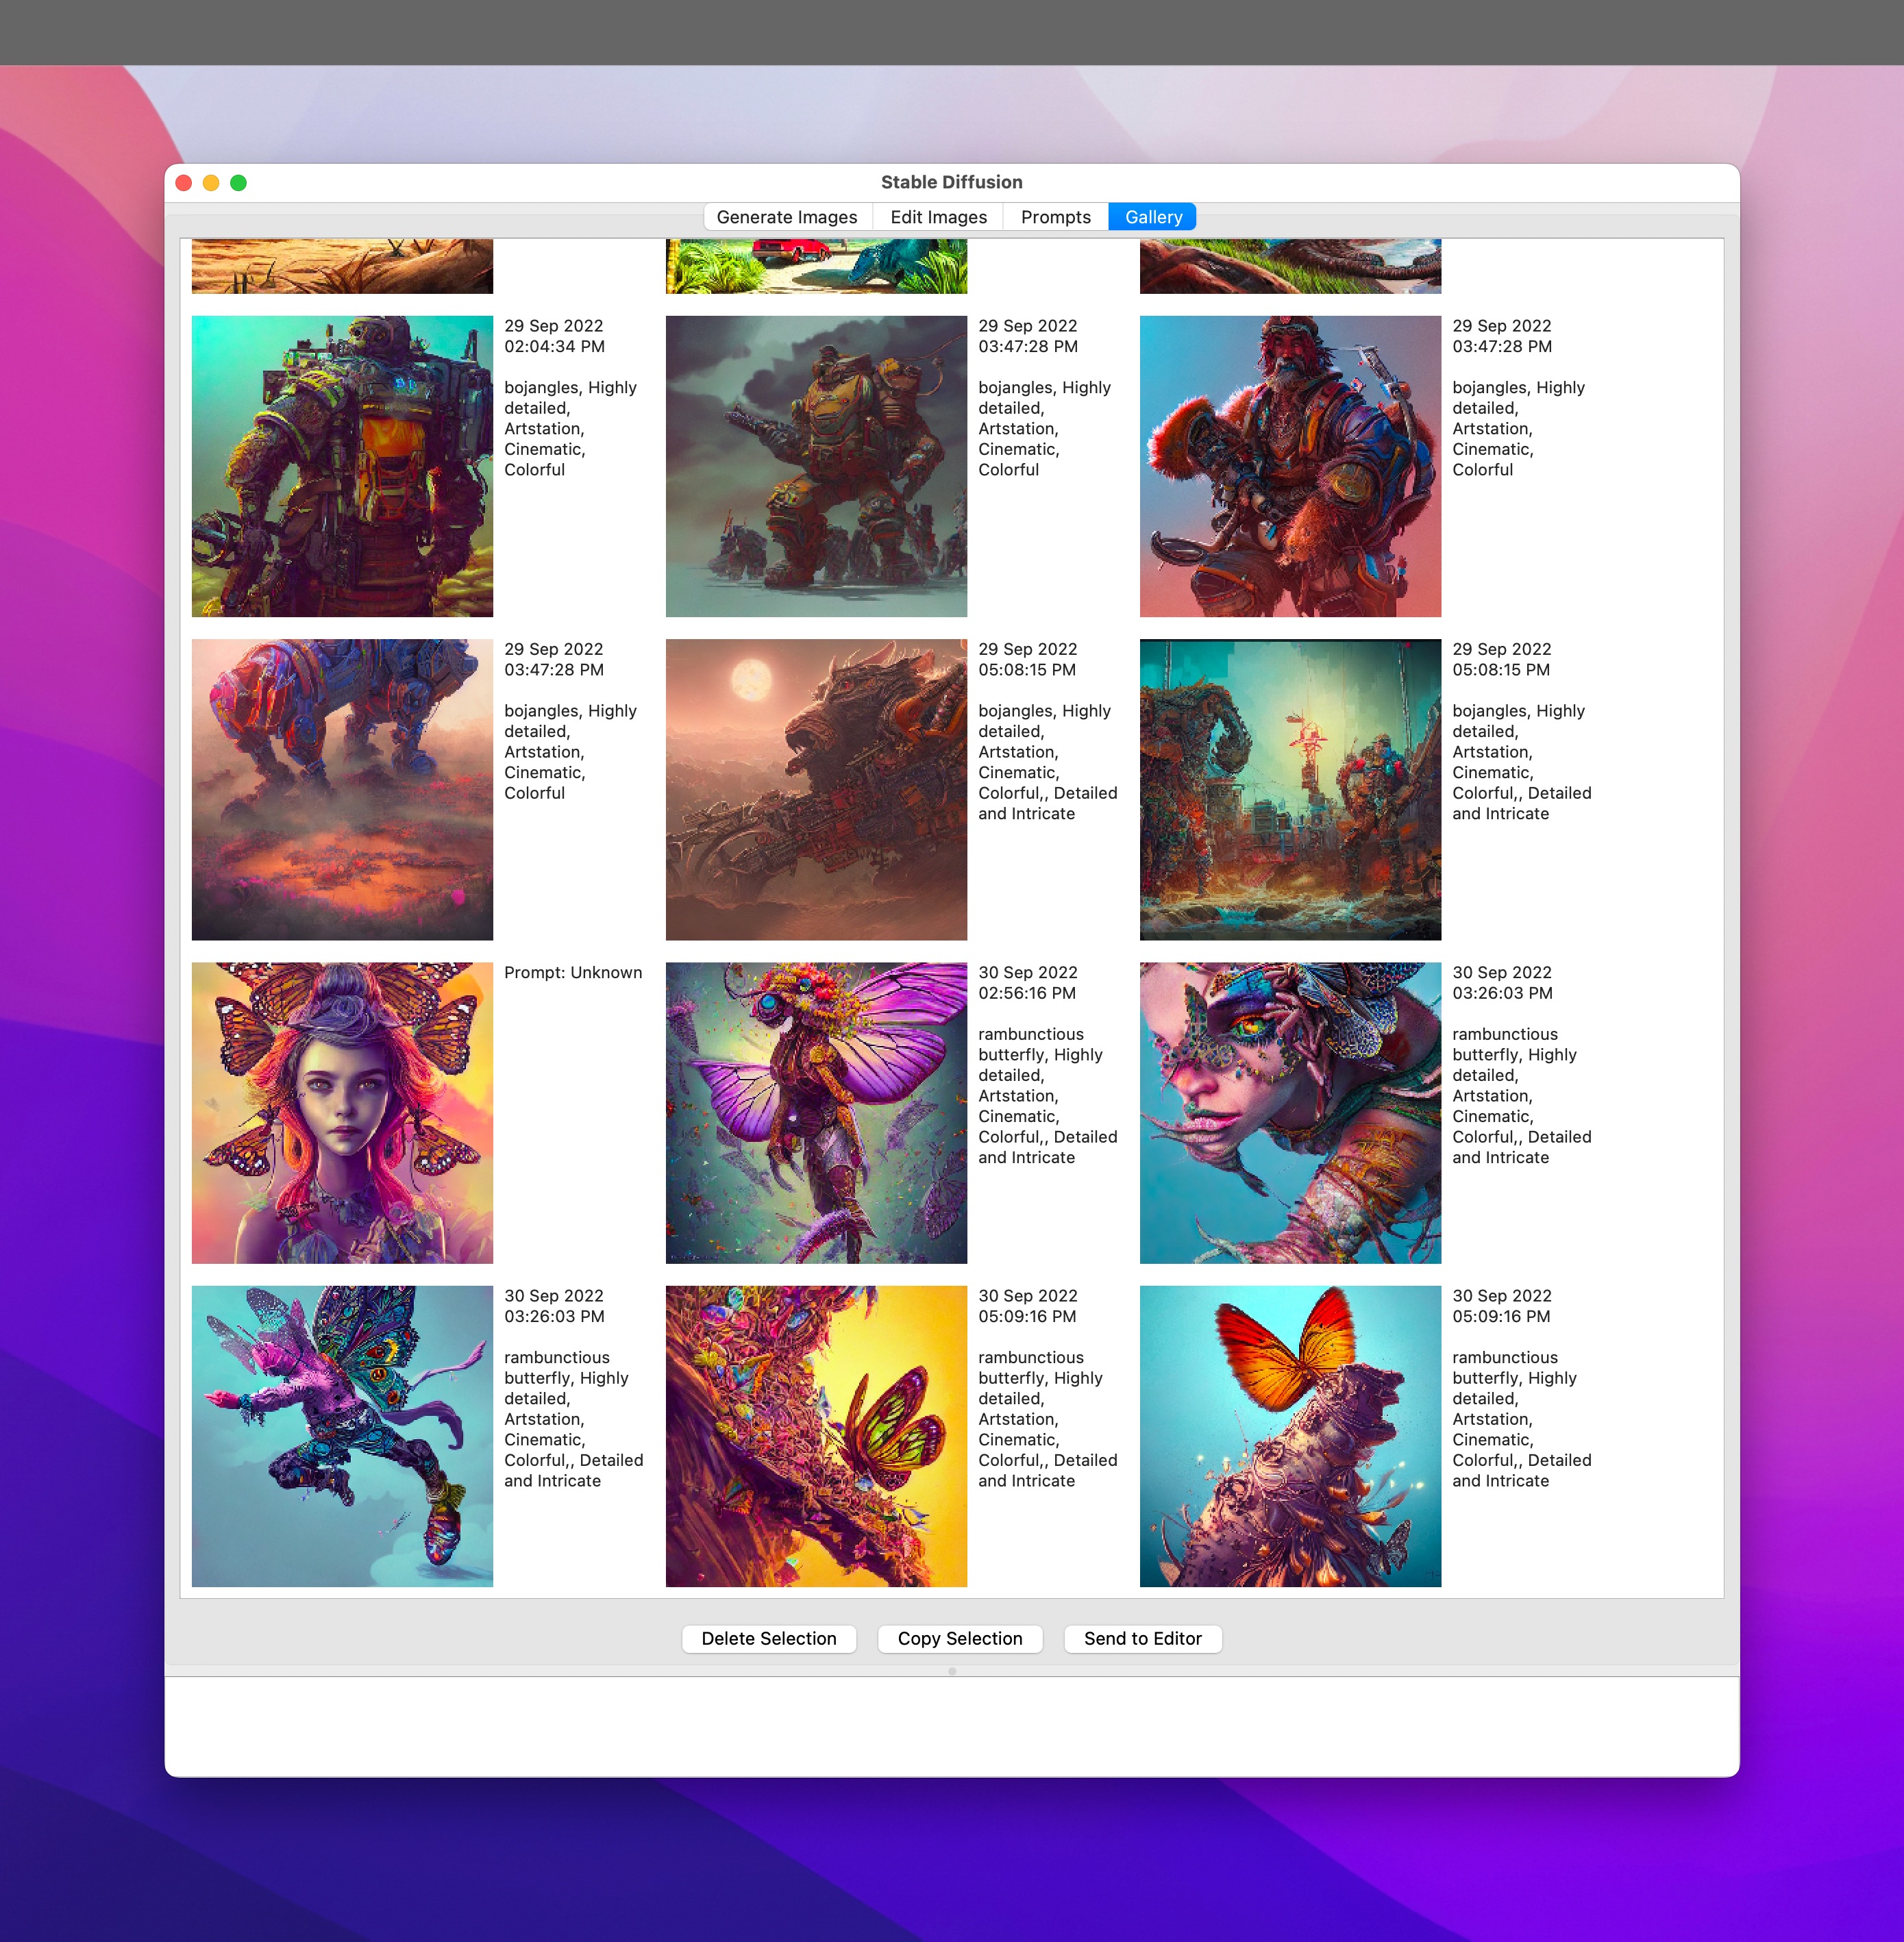 Stable Diffusion
Generate Images
Edit Images
Prompts
Gallery
29 Sep 2022
02:04:34 PM
bojangles, Highly
detailed,
Artstation,
Cinematic,
Colorful
29 Sep 2022
03:47:28 PM
bojangles, Highly
detailed,
Artstation,
Cinematic,
Colorful
29 Sep 2022
03:47:28 PM
bojangles, Highly
detailed,
Artstation,
Cinematic,
Colorful
29 Sep 2022
03:47:28 PM
bojangles, Highly
detailed,
Artstation,
Cinematic,
Colorful
29 Sep 2022
05:08:15 PM
bojangles, Highly
detailed,
Artstation,
Cinematic,
Colorful,, Detailed
and Intricate
29 Sep 2022
05:08:15 PM
bojangles, Highly
detailed,
Artstation,
Cinematic,
Colorful,, Detailed
and Intricate
Prompt: Unknown
30 Sep 2022
02:56:16 PM
rambunctious
butterfly, Highly
detailed,
Artstation,
Cinematic,
Colorful,, Detailed
and Intricate
30 Sep 2022
03:26:03 PM
rambunctious
butterfly, Highly
detailed,
Artstation,
Cinematic,
Colorful,, Detailed
and Intricate
30 Sep 2022
03:26:03 PM
rambunctious
butterfly, Highly
detailed,
Artstation,
Cinematic,
Colorful,, Detailed
and Intricate
30 Sep 2022
05:09:16 PM
rambunctious
butterfly, Highly
detailed,
Artstation,
Cinematic,
Colorful,, Detailed
and Intricate
30 Sep 2022
05:09:16 PM
rambunctious
butterfly, Highly
detailed,
Artstation,
Cinematic,
Colorful,, Detailed
and Intricate
Delete Selection
Copy Selection
Send to Editor